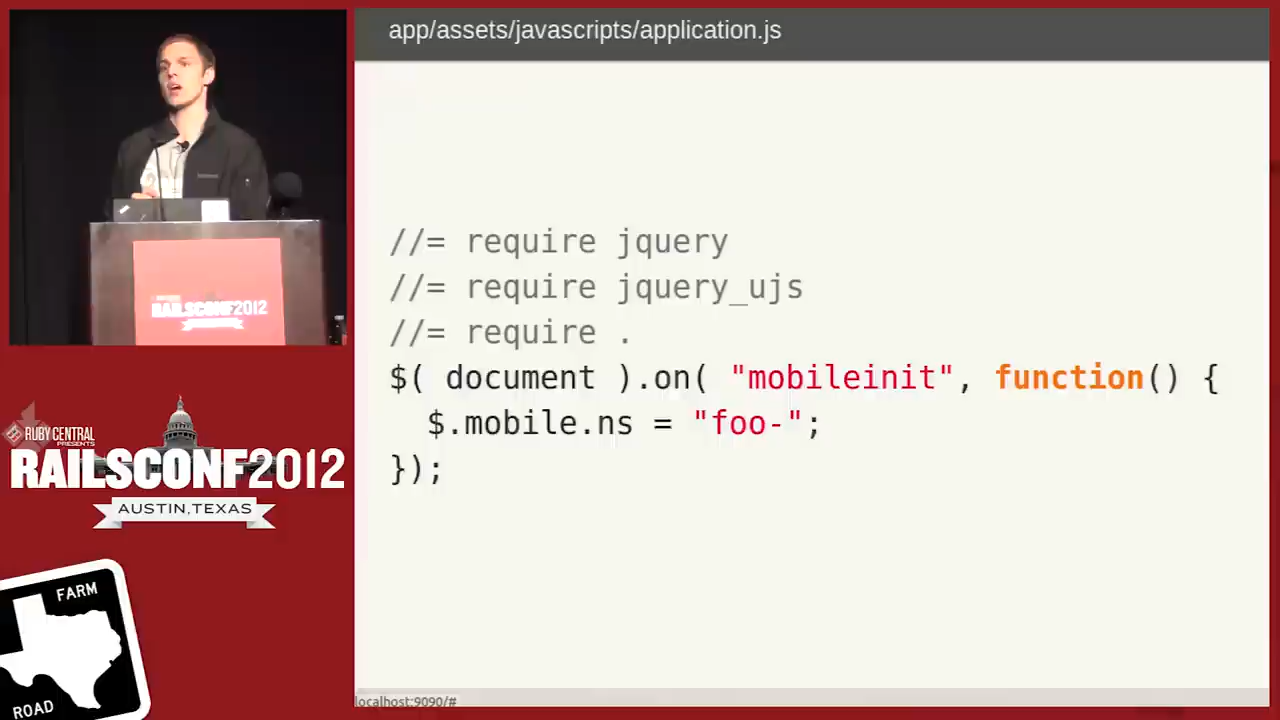 app/assets/javascripts/application.js
//= require jquery
//= require jquery_ujs
//= require .
$( document ).on( "mobileinit", function() {
  $.mobile.ns = "foo-";
});
localhost:9090/#
RAILSCONF2012
RUBY CENTRAL
PRESENTS
RAILSCONF2012
AUSTIN, TEXAS
FARM
ROAD